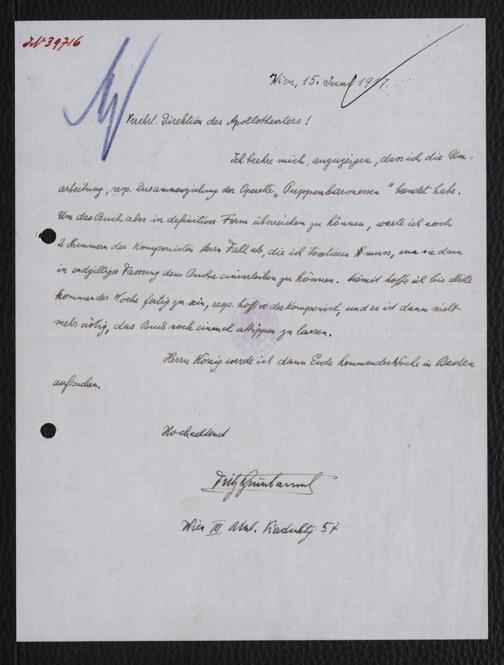 JN 39716
Wien, 15. Juni 1917.
Verehrl. Direktion des Apollotheaters!
Ich beehre mich, anzuzeigen, dass ich die Um-
arbeitung, resp. Zusammenziehung der Operette „Puppenbaronessen" beendet habe.
Um das Buch aber in definitiver Form überreichen zu können, warte ich noch
2 Nummern des Komponisten Herrn Fall ab, die ich textieren muss, um sie dann
in endgiltiger Fassung dem Buche einverleiben zu können. Damit hoffe ich bis Mitte
kommender Woche fertig zu sein, resp. hofft es der Komponist, und es ist dann nicht
mehr nötig, das Buch noch einmal abtippen zu lassen.
Herrn König werde ich dann Ende kommender Woche in Baden
aufsuchen.
Hochachtend
Fritz Grünbaum
Wien III Unt. 57